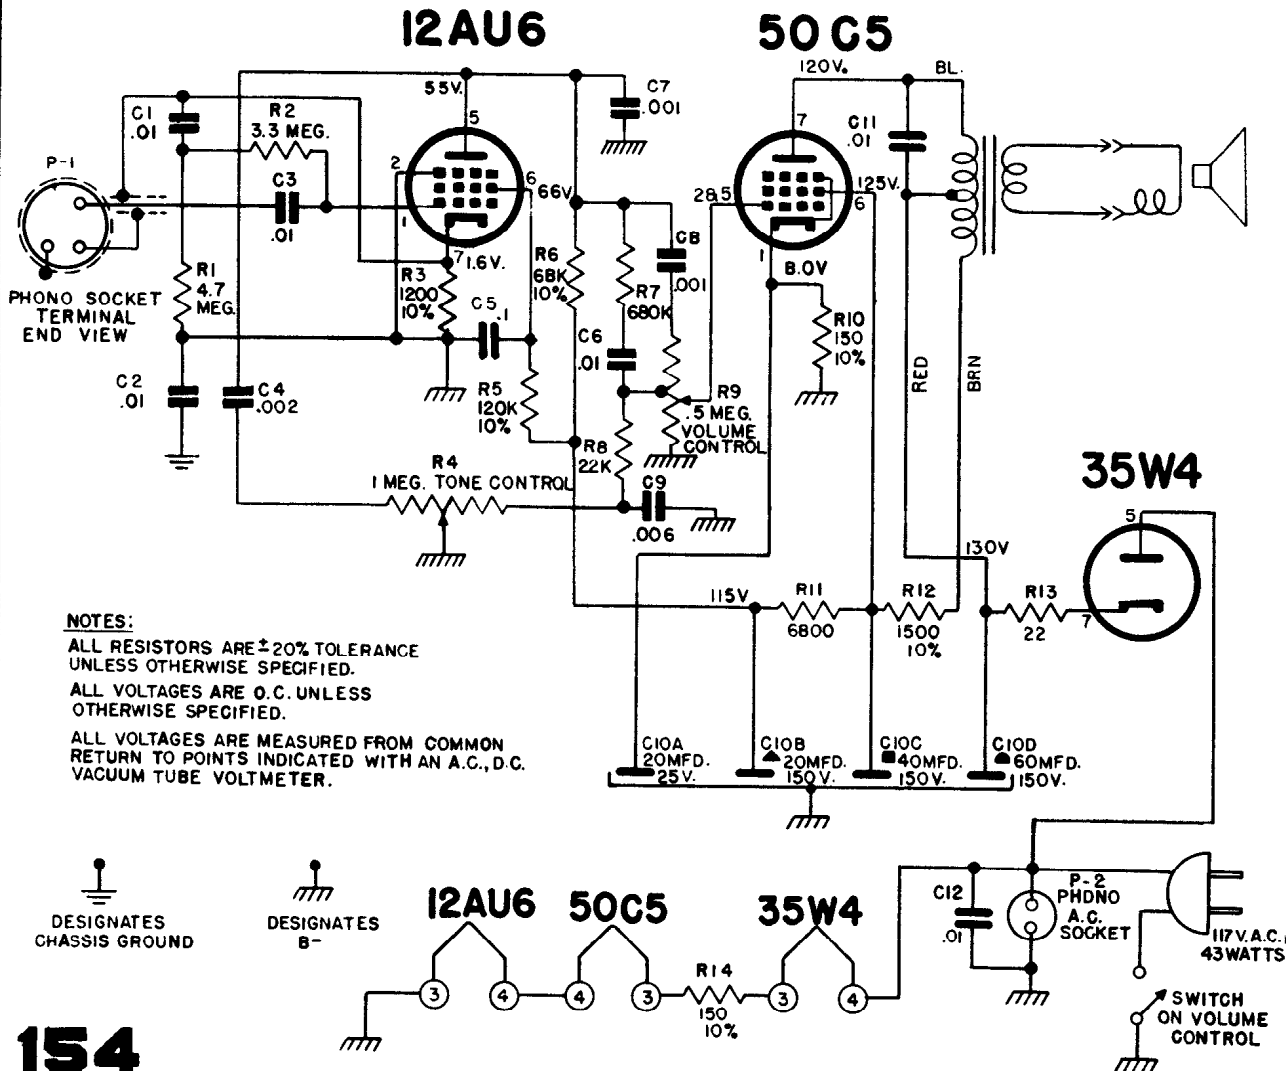 12AU6
50C5
120V.
BL.
55V.
C7
.001
C1
.01
R2
3.3 MEG.
5
7
C11
.01
P-1
2
C3
.01
1
6
66V.
2&5
125V.
6
C8
.001
7
1.6V.
R6
68K
10%
1
8.0V
R1
4.7
MEG.
R3
1200
10%
C5
.1
R7
680K
R10
150
10%
PHONO SOCKET
TERMINAL
END VIEW
C6
.01
RED
BRN
C2
.01
C4
.002
R5
120K
10%
R9
.5 MEG.
VOLUME
CONTROL
R8
22K
R4
1 MEG. TONE CONTROL
C9
.006
35W4
5
130V
115V
R11
6800
R12
1500
10%
R13
22
7
NOTES:
ALL RESISTORS ARE ±20% TOLERANCE
UNLESS OTHERWISE SPECIFIED.
ALL VOLTAGES ARE O.C. UNLESS
OTHERWISE SPECIFIED.
ALL VOLTAGES ARE MEASURED FROM COMMON
RETURN TO POINTS INDICATED WITH AN A.C., D.C.
VACUUM TUBE VOLTMETER.
C10A
20MFD.
25V.
C10B
20MFD.
150V.
C10C
40MFD.
150V.
C10D
60MFD.
150V.
DESIGNATES
CHASSIS GROUND
DESIGNATES
B-
12AU6
50C5
35W4
C12
.01
P-2
PHDNO
A.C.
SOCKET
117V.A.C.
43WATTS
3
4
4
3
R14
150
10%
3
4
SWITCH
ON VOLUME
CONTROL
154